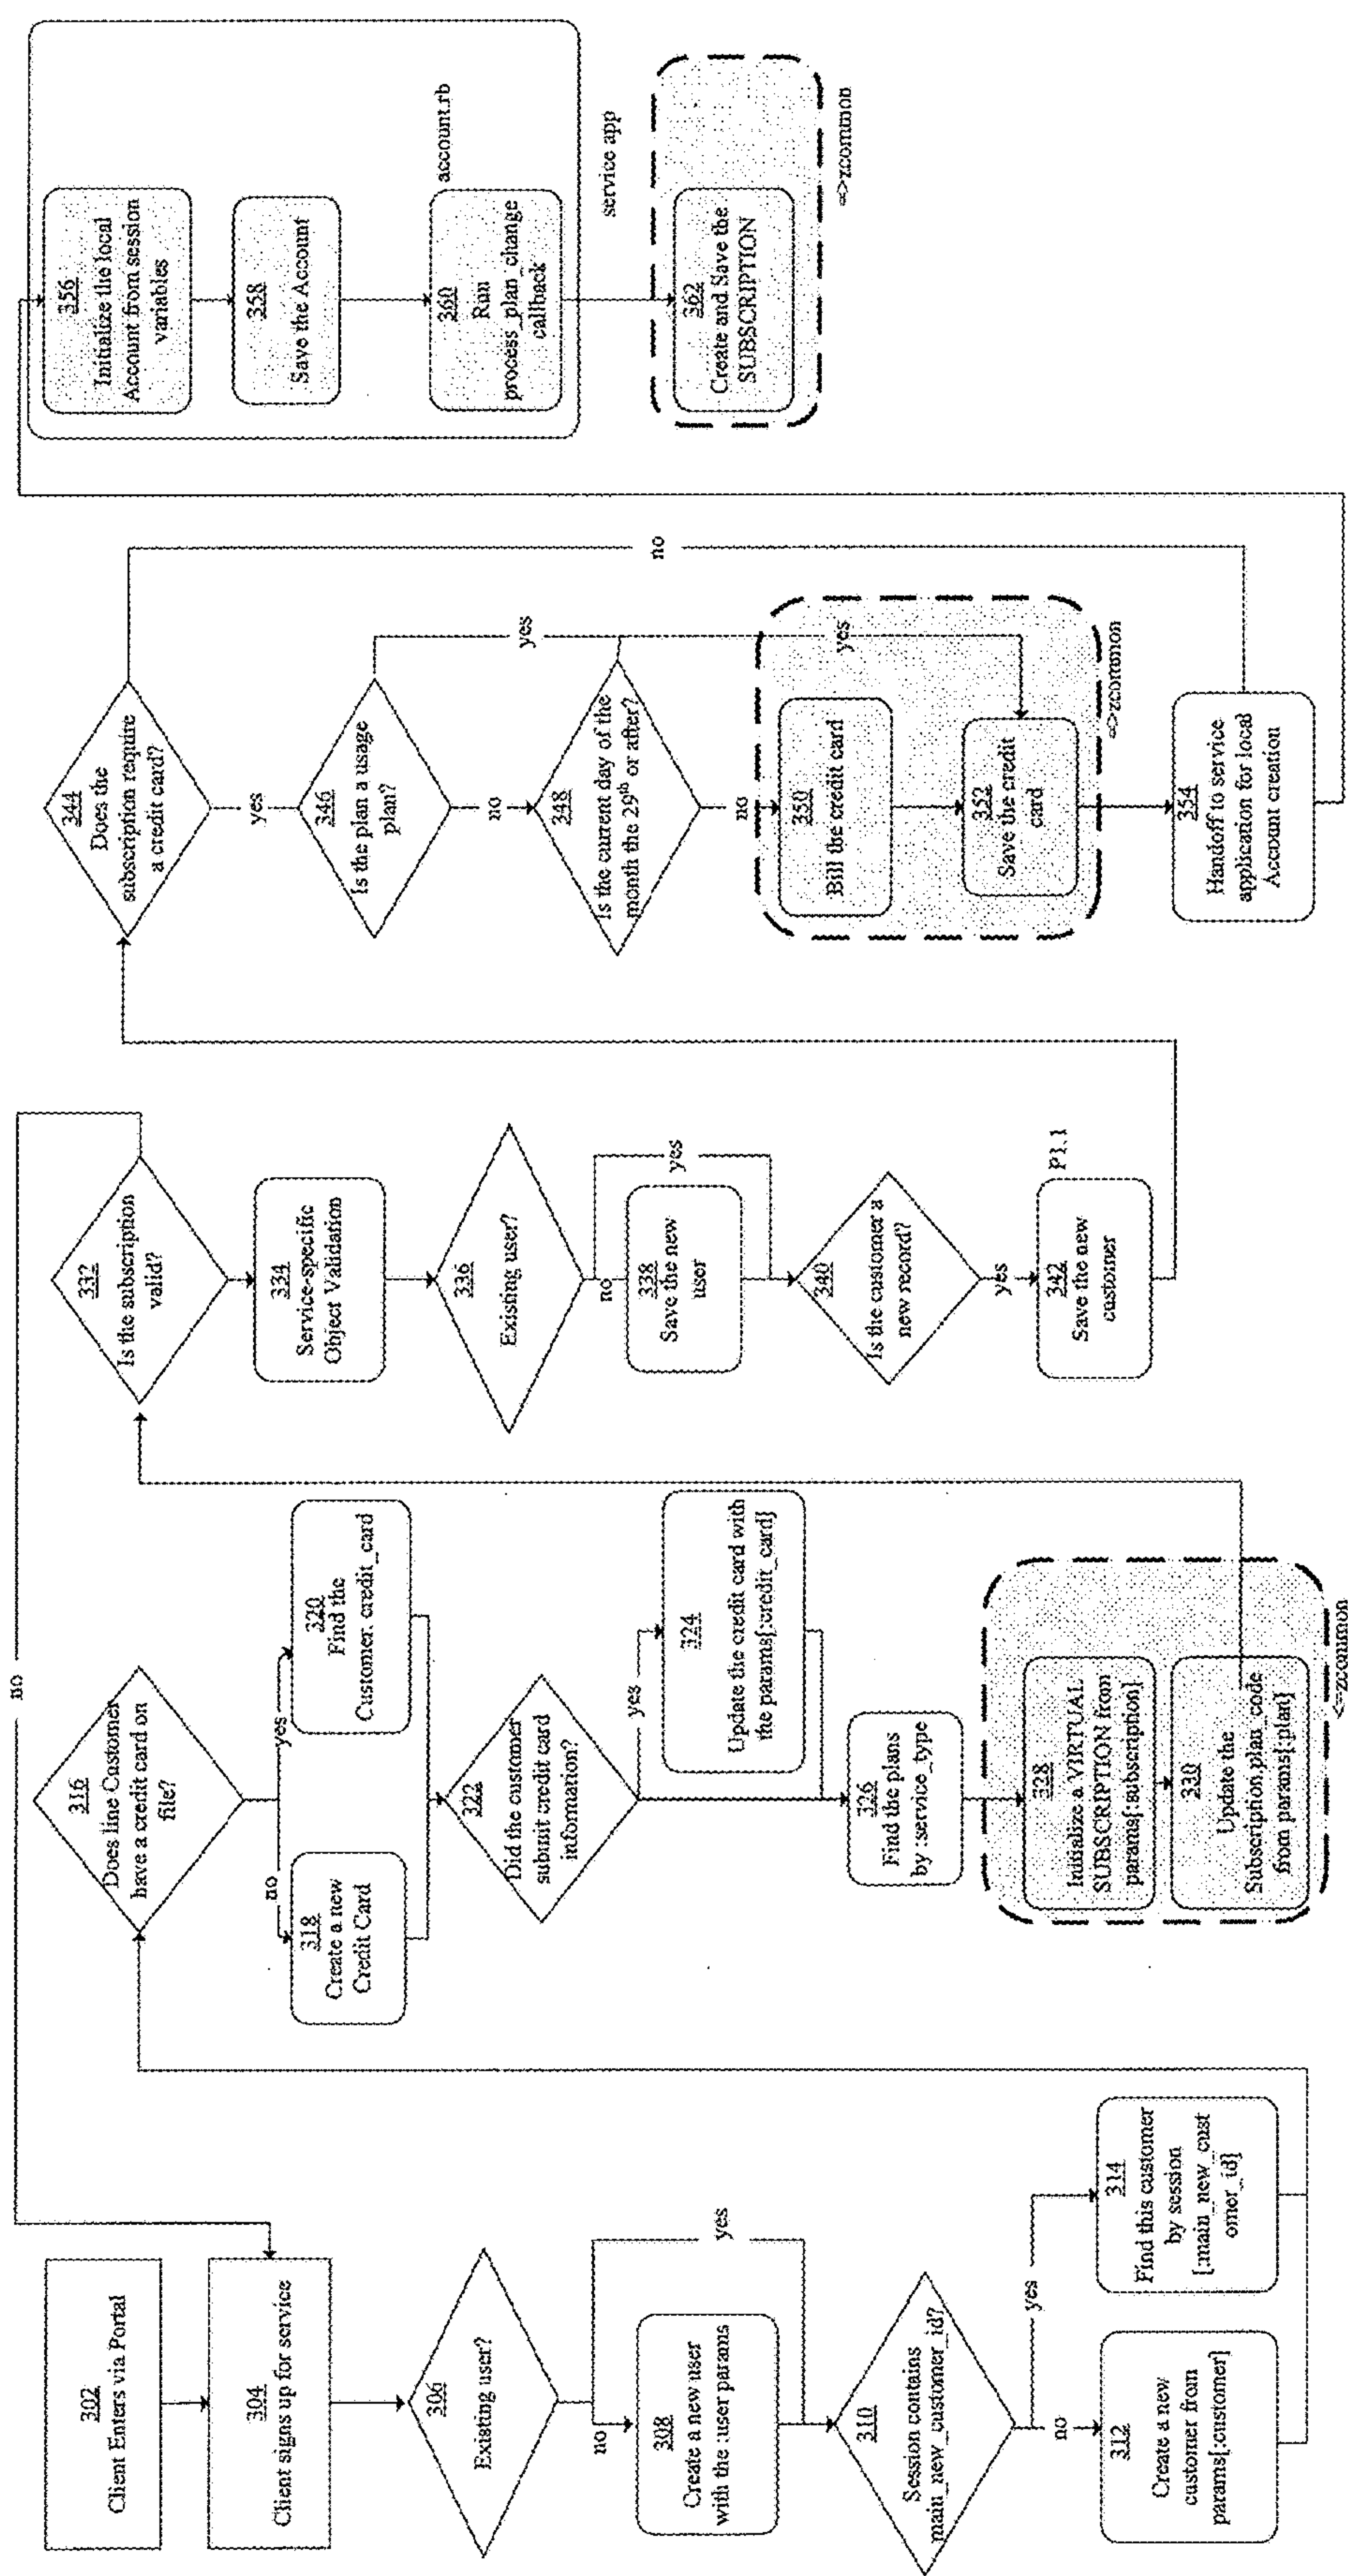 302
Client Enters via Portal
304
Client signs up for service
306
Existing user?
no
yes
308
Create a new user
with the :user params
310
Session contains
main_new_customer_id?
no
yes
312
Create a new
customer from
params[:customer]
314
Find this customer
by session
[:main_new_cust
omer_id]
316
Does line Customer
have a credit card on
file?
no
yes
318
Create a new
Credit Card
320
Find the
Customer. credit_card
322
Did the customer
submit credit card
information?
yes
324
Update the credit card with
the params[:credit_card]
326
Find the plans
by :service_type
328
Initialize a VIRTUAL
SUBSCRIPTION from
params[:subscription]
330
Update the
Subscription.plan_code
from params[:plan]
<=zcommon
no
332
Is the subscription
valid?
334
Service-specific
Object Validation
336
Existing user?
no
yes
338
Save the new
user
340
Is the customer a
new record?
yes
P1.1
342
Save the new
customer
344
Does the
subscription require
a credit card?
yes
no
346
Is the plan a usage
plan?
yes
no
348
Is the current day of the
month the 29th or after?
no
yes
350
Bill the credit card
352
Save the credit
card
<=>zcommon
354
Handoff to service
application for local
Account creation
356
Initialize the local
Account from session
variables
358
Save the Account
account.rb
360
Run
process_plan_change
callback
service app
362
Create and Save the
SUBSCRIPTION
<=>zcommon